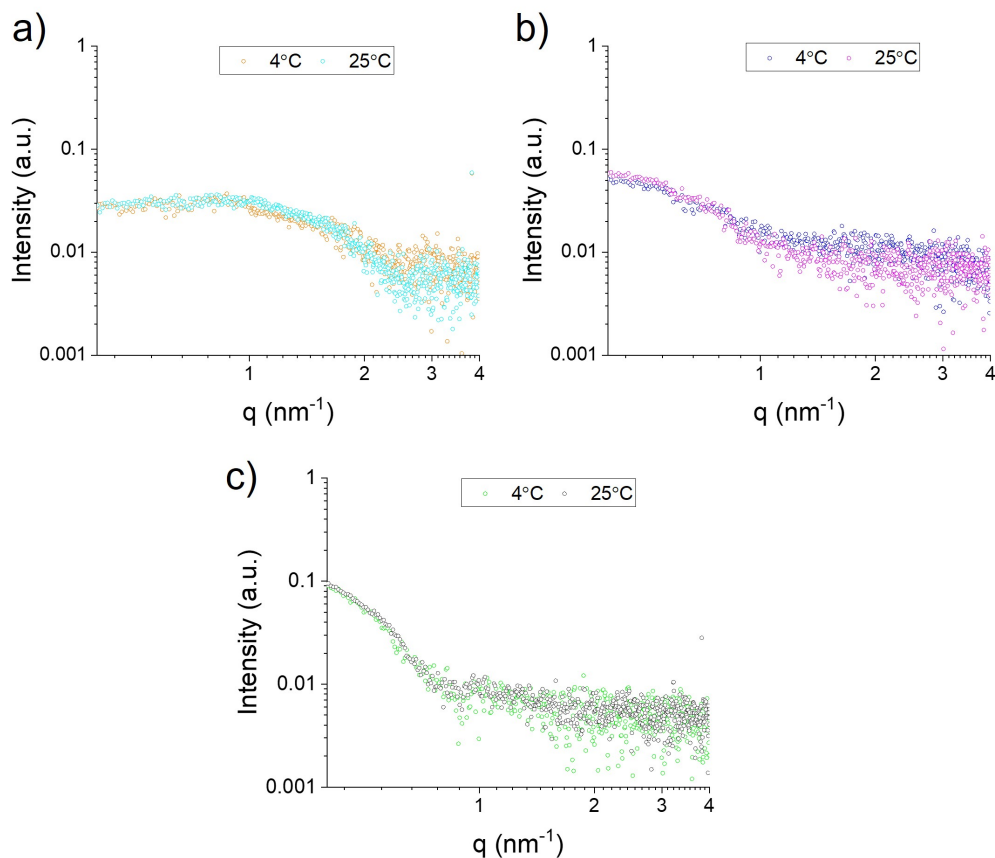 a)
4°C 25°C
1
0.1
0.01
0.001
Intensity (a.u.)
1 2 3 4
q (nm⁻¹)
b)
4°C 25°C
1
0.1
0.01
0.001
Intensity (a.u.)
1 2 3 4
q (nm⁻¹)
c)
4°C 25°C
1
0.1
0.01
0.001
Intensity (a.u.)
1 2 3 4
q (nm⁻¹)